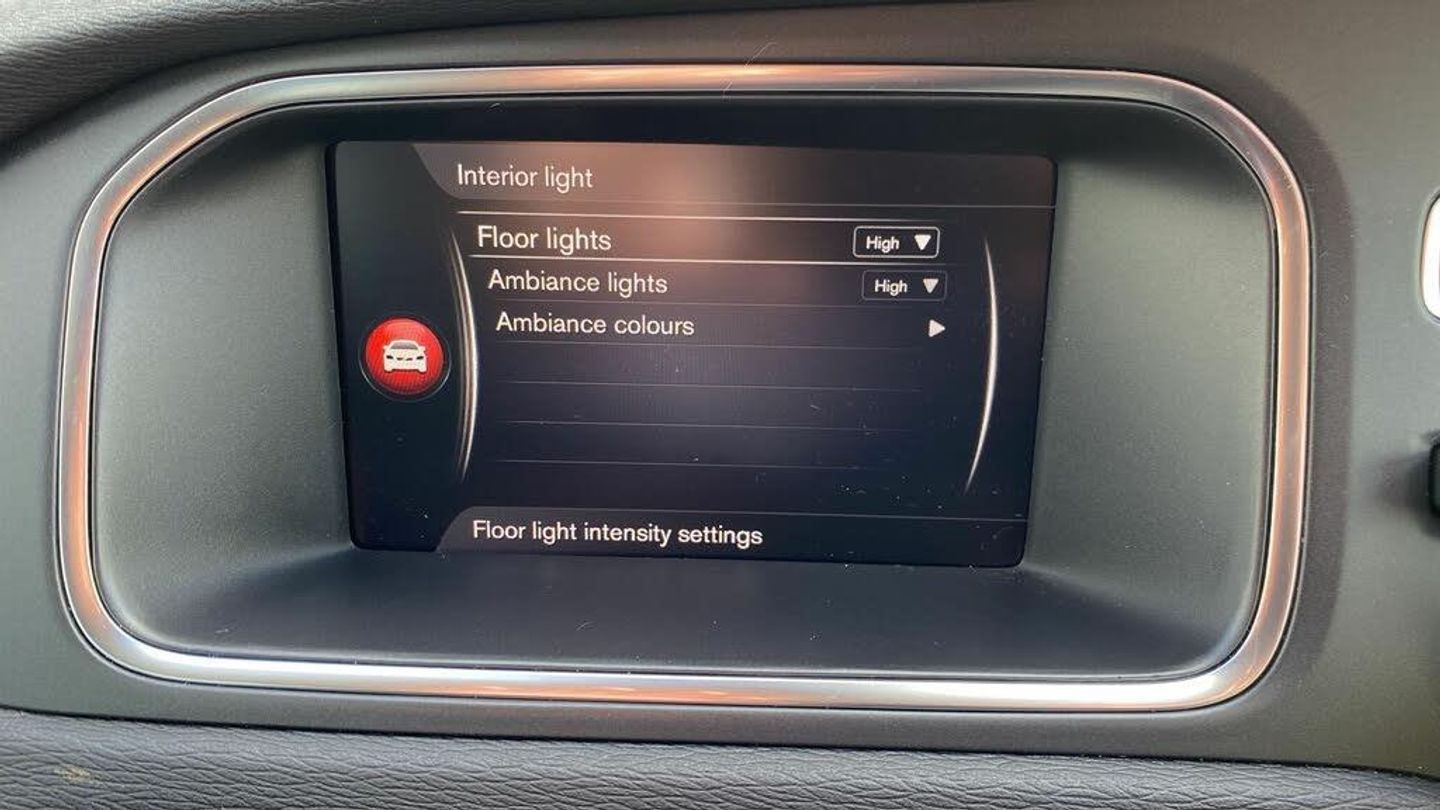 Interior light
Floor lights High
Ambiance lights High
Ambiance colours
Floor light intensity settings